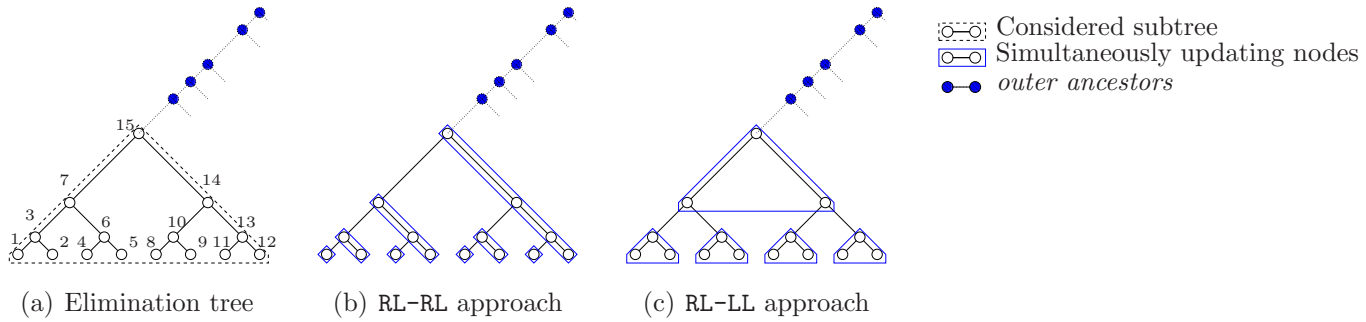 Considered subtree
Simultaneously updating nodes
outer ancestors
15
7
14
3
6
10
13
1
2
4
5
8
9
11
12
(a) Elimination tree
(b) RL-RL approach
(c) RL-LL approach